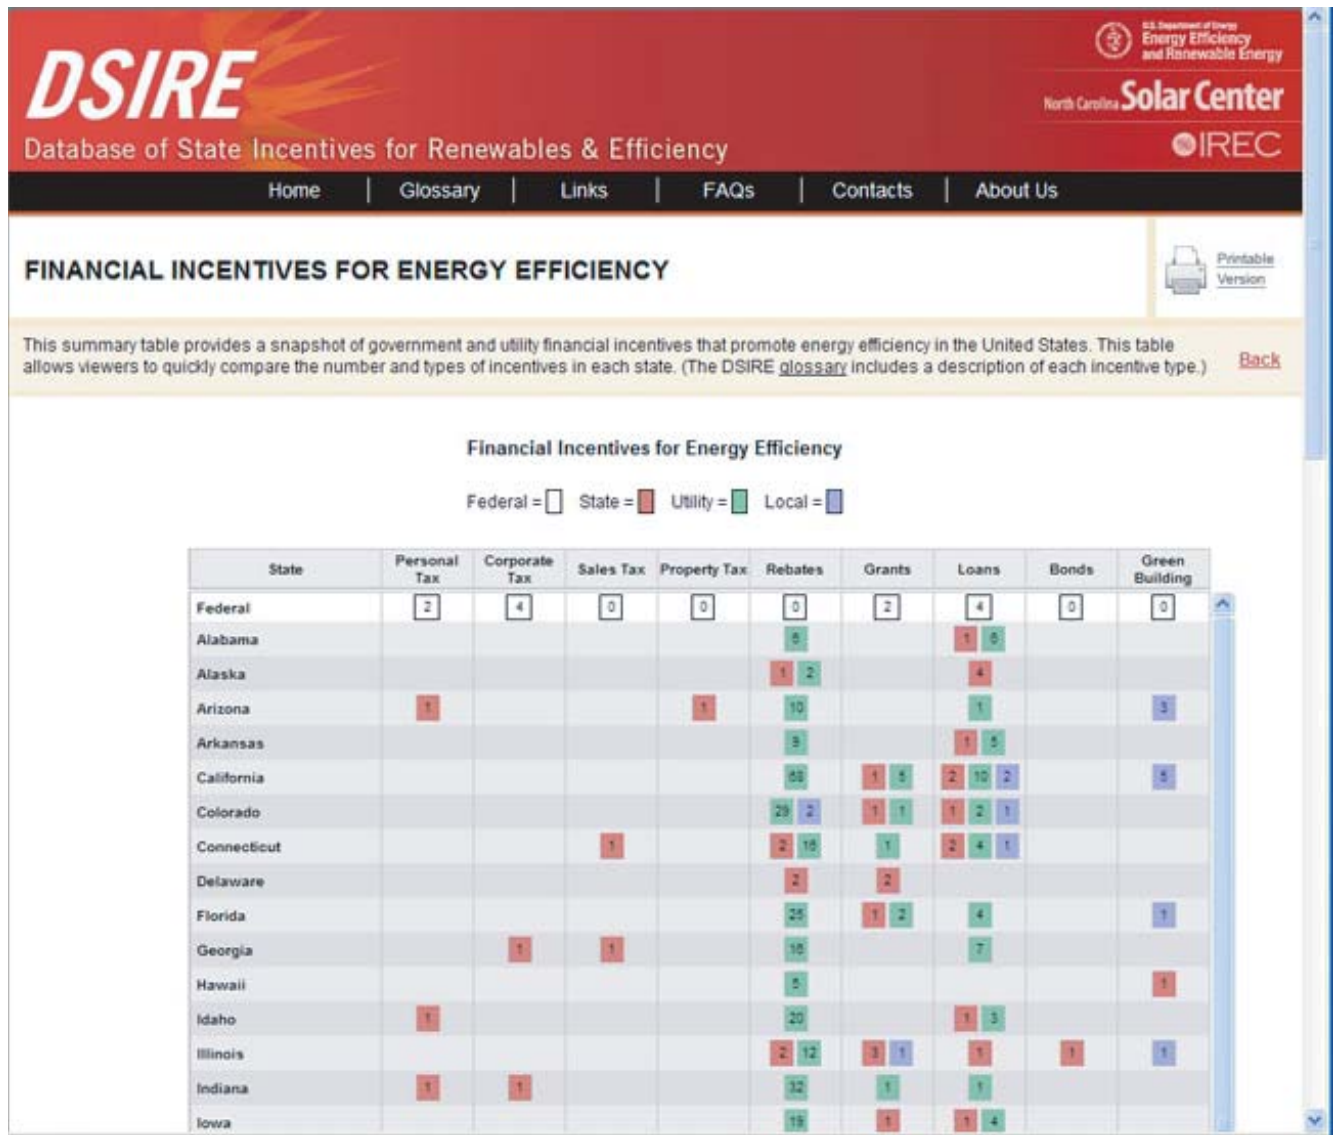 DSIRE
Database of State Incentives for Renewables & Efficiency
U.S. Department of Energy
Energy Efficiency
and Renewable Energy
North Carolina Solar Center
IREC
Home | Glossary | Links | FAQs | Contacts | About Us
FINANCIAL INCENTIVES FOR ENERGY EFFICIENCY
Printable
Version
This summary table provides a snapshot of government and utility financial incentives that promote energy efficiency in the United States. This table
allows viewers to quickly compare the number and types of incentives in each state. (The DSIRE glossary includes a description of each incentive type.)
Back
Financial Incentives for Energy Efficiency
Federal = State = Utility = Local =
State Personal Tax Corporate Tax Sales Tax Property Tax Rebates Grants Loans Bonds Green Building
Federal 2 4 0 0 0 2 4 0 0
Alabama 6 1 6
Alaska 1 2 4
Arizona 1 1 10 1 3
Arkansas 9 1 5
California 1 5 2 10 2 5
Colorado 29 2 1 1 1 2 1
Connecticut 1 2 16 1 2 4 1
Delaware 2 2
Florida 25 1 2 4 1
Georgia 1 1 16 7
Hawaii 5 1
Idaho 1 20 1 3
Illinois 2 12 3 1 1 1 1
Indiana 1 1 32 1 1
Iowa 19 1 1 4